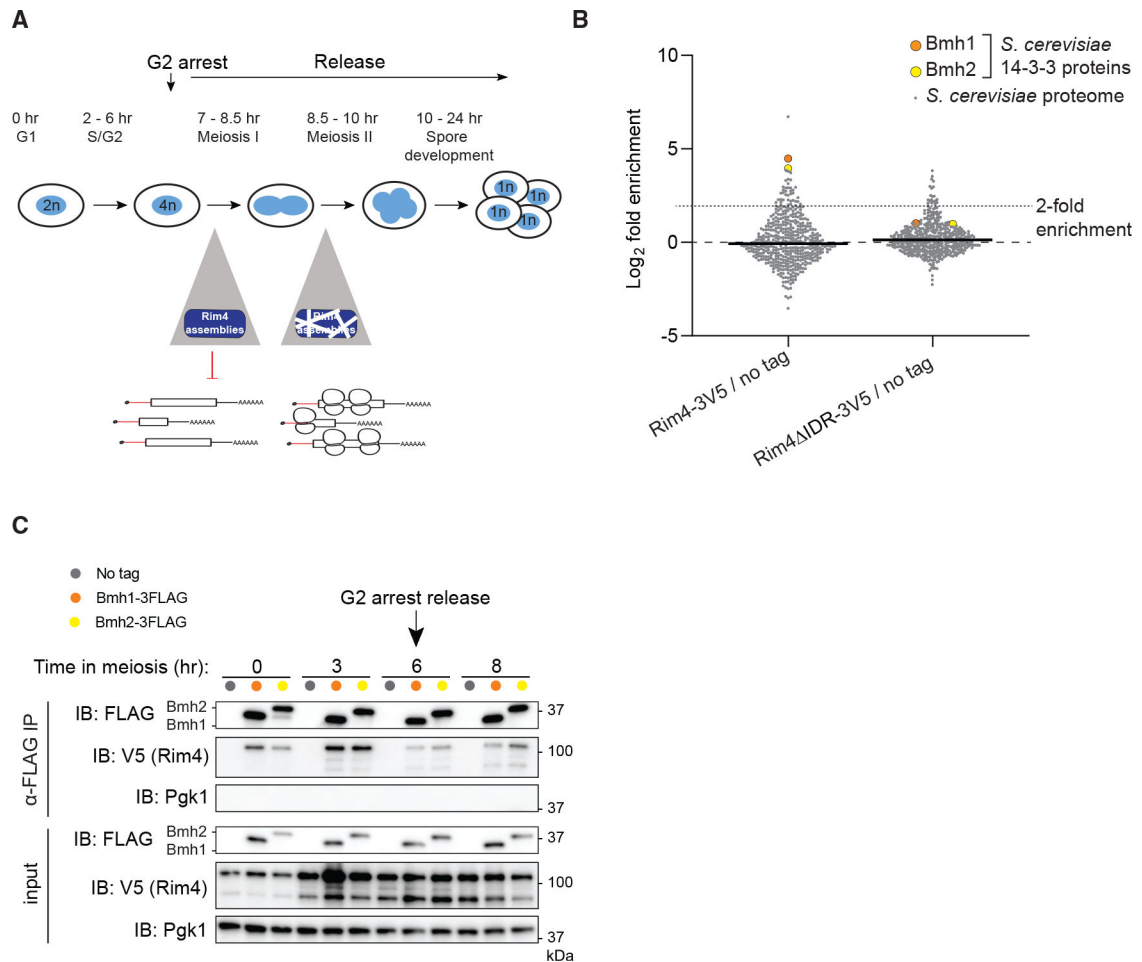 A
G2 arrest
Release
0 hr
G1
2 - 6 hr
S/G2
7 - 8.5 hr
Meiosis I
8.5 - 10 hr
Meiosis II
10 - 24 hr
Spore
development
2n
4n
1n
1n
1n
1n
Rim4
assemblies
Rim4
assemblies
AAAAAA
AAAAAA
AAAAAA
AAAAAA
AAAAAA
AAAAAA
B
Bmh1
Bmh2
S. cerevisiae
14-3-3 proteins
S. cerevisiae proteome
Log2 fold enrichment
10
5
0
-5
2-fold
enrichment
Rim4-3V5 / no tag
Rim4ΔIDR-3V5 / no tag
C
No tag
Bmh1-3FLAG
Bmh2-3FLAG
G2 arrest release
Time in meiosis (hr): 0 3 6 8
α-FLAG IP
IB: FLAG
Bmh2
Bmh1
37
IB: V5 (Rim4)
100
IB: Pgk1
37
input
IB: FLAG
Bmh2
Bmh1
37
IB: V5 (Rim4)
100
IB: Pgk1
37
kDa